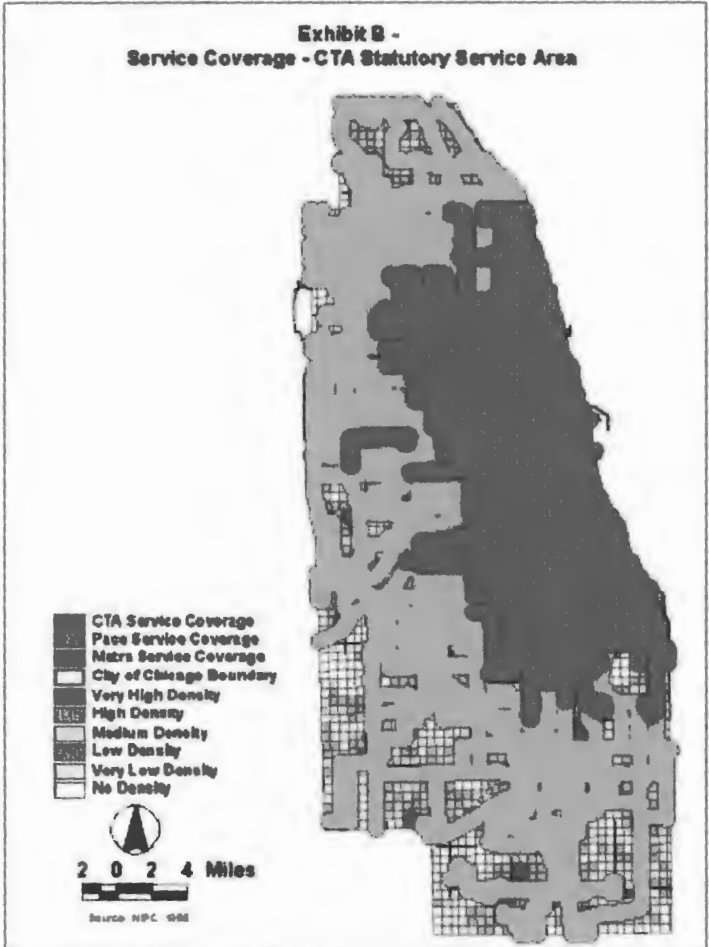 Exhibit B -
Service Coverage - CTA Statutory Service Area
CTA Service Coverage
Pace Service Coverage
Metra Service Coverage
City of Chicago Boundary
Very High Density
High Density
Medium Density
Low Density
Very Low Density
No Density
2 0 2 4 Miles
Source NIPC